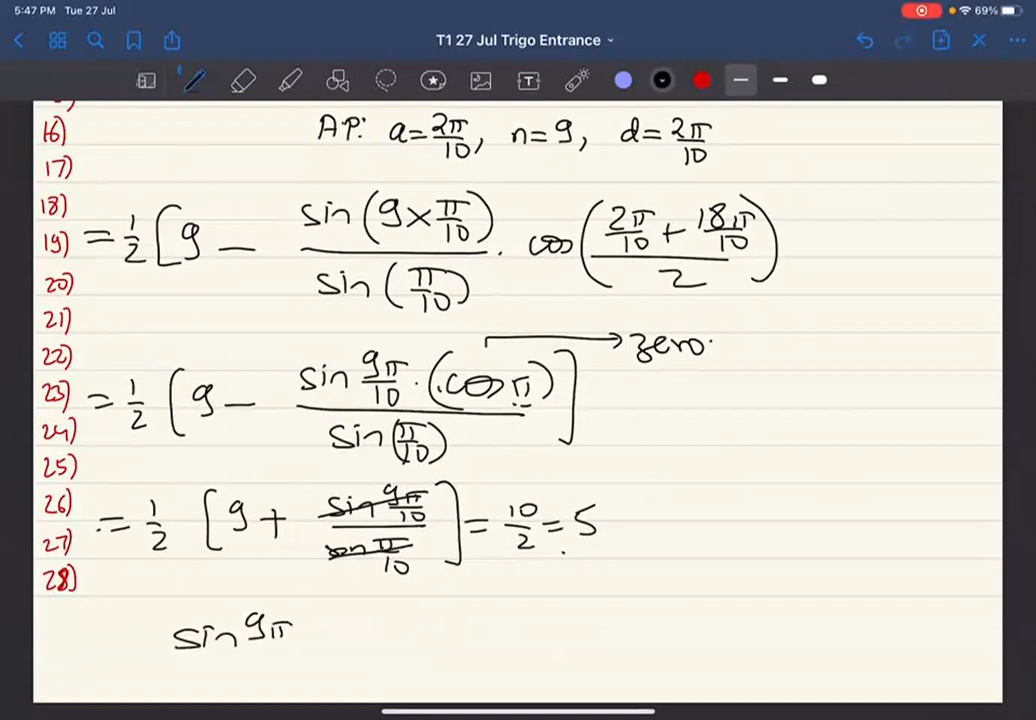 5:47 PM Tue 27 Jul 69%
T1 27 Jul Trigo Entrance
16) AP: a=2π/10, n=9, d=2π/10
17)
18)
19) =1/2[9 - sin(9×π/10)/sin(π/10) . cos((2π/10+18π/10)/2)
20)
21)
22) → zero.
23) =1/2[9 - sin 9π/10 . (cos π)/sin(π/10)]
24)
25)
26) = 1/2 [9 + sin 9π/10/sin π/10] = 10/2 = 5
27)
28)
sin 9π